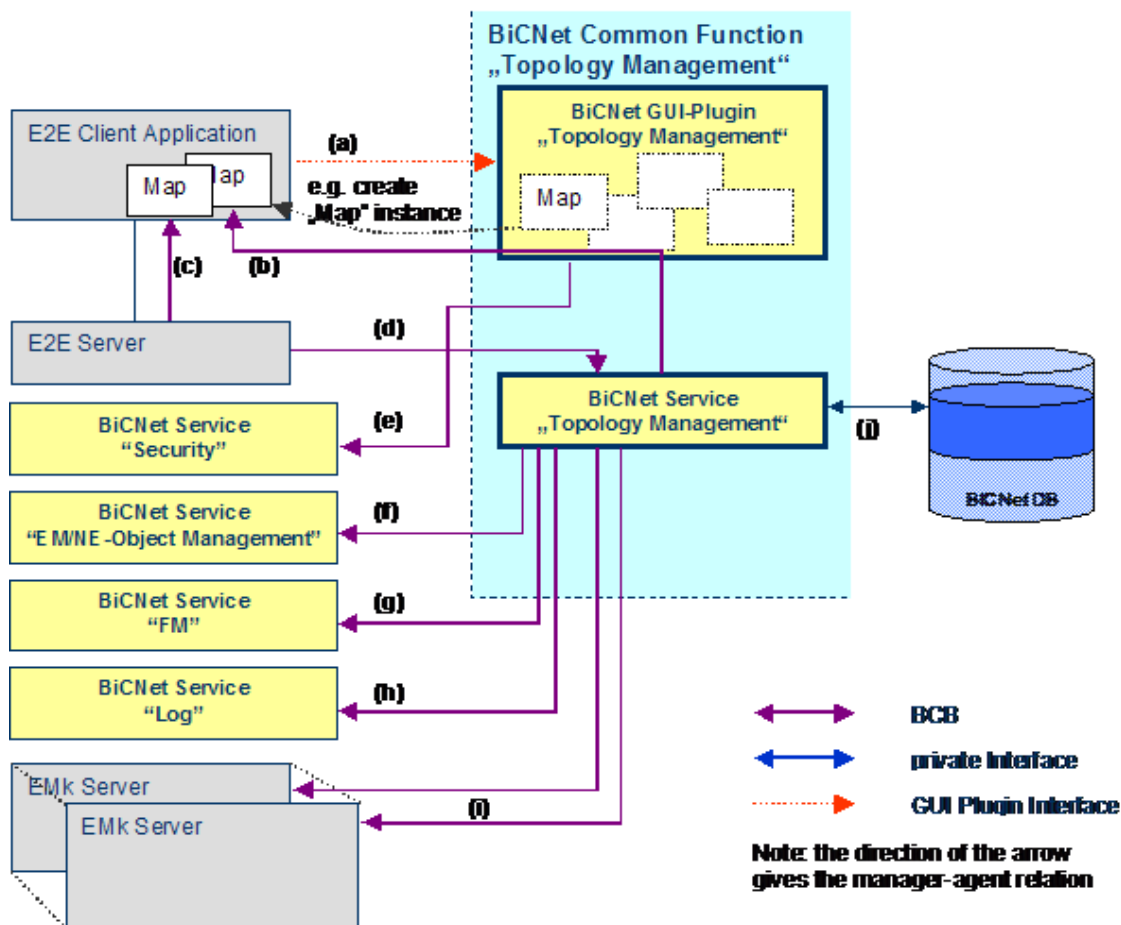 BiCNet Common Function
„Topology Management“
BiCNet GUI-Plugin
„Topology Management“
Map
E2E Client Application
Map
Map
(a)
e.g. create
„Map“ instance
(c)
(b)
E2E Server
(d)
BiCNet Service
„Topology Management“
(j)
BiCNet DB
BiCNet Service
“Security”
(e)
BiCNet Service
“EM/NE-Object Management”
(f)
BiCNet Service
“FM”
(g)
BiCNet Service
“Log”
(h)
EMk Server
EMk Server
(i)
BCB
private Interface
GUI Plugin Interface
Note: the direction of the arrow
gives the manager-agent relation